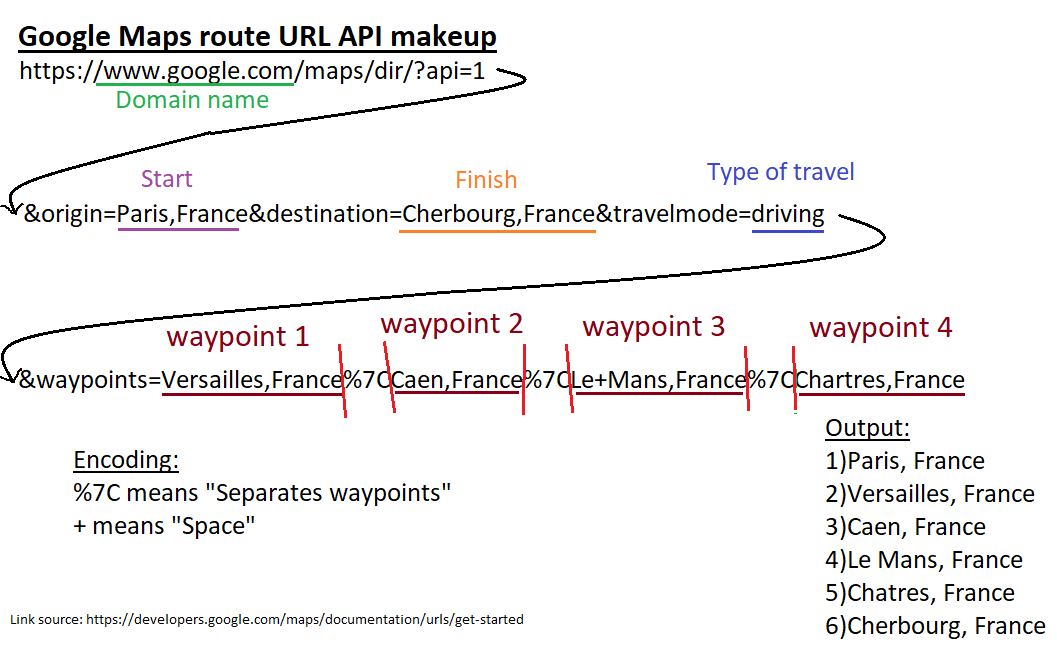 Google Maps route URL API makeup
https://www.google.com/maps/dir/?api=1
Domain name
Start
Finish
Type of travel
&origin=Paris,France&destination=Cherbourg,France&travelmode=driving
waypoint 1
waypoint 2
waypoint 3
waypoint 4
&waypoints=Versailles,France%7CCaen,France%7CLe+Mans,France%7CChartres,France
Encoding:
%7C means "Separates waypoints"
+ means "Space"
Output:
1)Paris, France
2)Versailles, France
3)Caen, France
4)Le Mans, France
5)Chatres, France
6)Cherbourg, France
Link source: https://developers.google.com/maps/documentation/urls/get-started